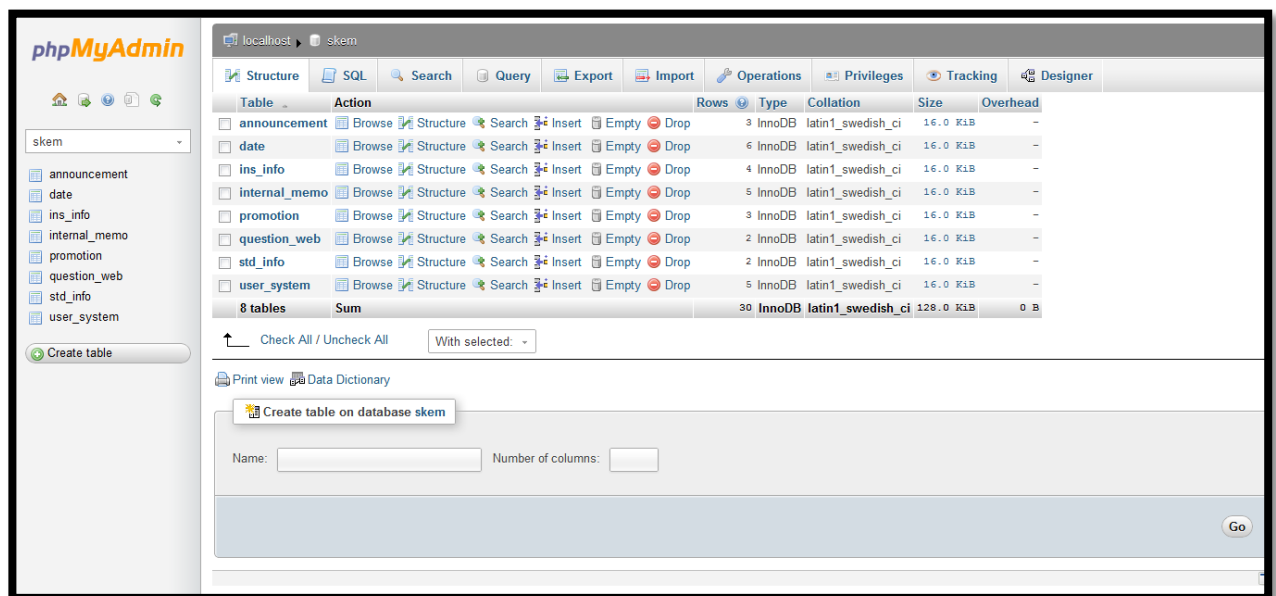 phpMyAdmin
skem
announcement
date
ins_info
internal_memo
promotion
question_web
std_info
user_system
Create table
localhost skem
Structure SQL Search Query Export Import Operations Privileges Tracking Designer
Table Action Rows Type Collation Size Overhead
announcement Browse Structure Search Insert Empty Drop 3 InnoDB latin1_swedish_ci 16.0 KiB -
date Browse Structure Search Insert Empty Drop 6 InnoDB latin1_swedish_ci 16.0 KiB -
ins_info Browse Structure Search Insert Empty Drop 4 InnoDB latin1_swedish_ci 16.0 KiB -
internal_memo Browse Structure Search Insert Empty Drop 5 InnoDB latin1_swedish_ci 16.0 KiB -
promotion Browse Structure Search Insert Empty Drop 3 InnoDB latin1_swedish_ci 16.0 KiB -
question_web Browse Structure Search Insert Empty Drop 2 InnoDB latin1_swedish_ci 16.0 KiB -
std_info Browse Structure Search Insert Empty Drop 2 InnoDB latin1_swedish_ci 16.0 KiB -
user_system Browse Structure Search Insert Empty Drop 5 InnoDB latin1_swedish_ci 16.0 KiB -
8 tables Sum 30 InnoDB latin1_swedish_ci 128.0 KiB 0 B
Check All / Uncheck All With selected:
Print view Data Dictionary
Create table on database skem
Name: Number of columns:
Go